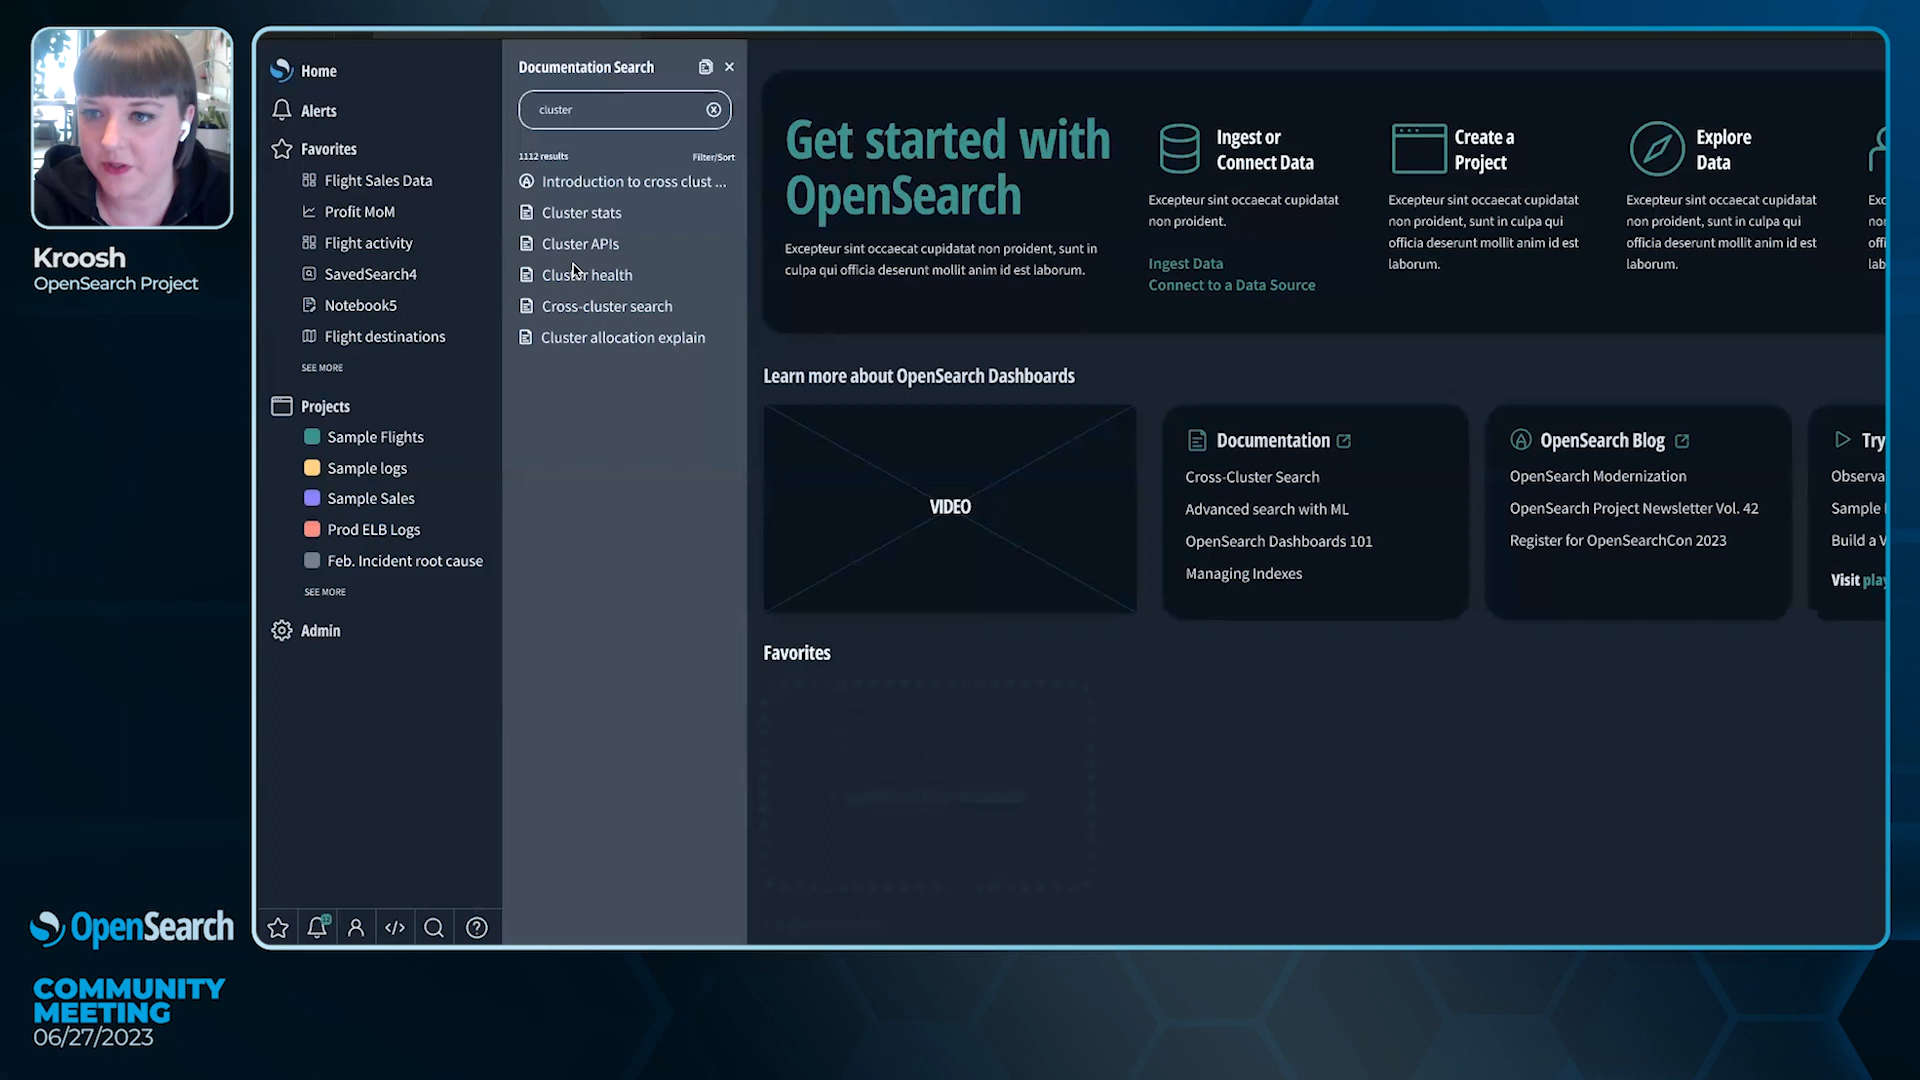 Kroosh
OpenSearch Project
OpenSearch
COMMUNITY
MEETING
06/27/2023
Home
Alerts
Favorites
Flight Sales Data
Profit MoM
Flight activity
SavedSearch4
Notebook5
Flight destinations
SEE MORE
Projects
Sample Flights
Sample logs
Sample Sales
Prod ELB Logs
Feb. Incident root cause
SEE MORE
Admin
Documentation Search
cluster
1112 results
Filter/Sort
Introduction to cross clust ...
Cluster stats
Cluster APIs
Cluster health
Cross-cluster search
Cluster allocation explain
Get started with
OpenSearch
Excepteur sint occaecat cupidatat non proident, sunt in
culpa qui officia deserunt mollit anim id est laborum.
Ingest or
Connect Data
Excepteur sint occaecat cupidatat
non proident.
Ingest Data
Connect to a Data Source
Create a
Project
Excepteur sint occaecat cupidatat
non proident, sunt in culpa qui
officia deserunt mollit anim id est
laborum.
Explore
Data
Excepteur sint occaecat cupidatat
non proident, sunt in culpa qui
officia deserunt mollit anim id est
laborum.
Exc
non
offi
lab
Learn more about OpenSearch Dashboards
VIDEO
Documentation
Cross-Cluster Search
Advanced search with ML
OpenSearch Dashboards 101
Managing Indexes
OpenSearch Blog
OpenSearch Modernization
OpenSearch Project Newsletter Vol. 42
Register for OpenSearchCon 2023
Try
Observa
Sample
Build a V
Visit play
Favorites